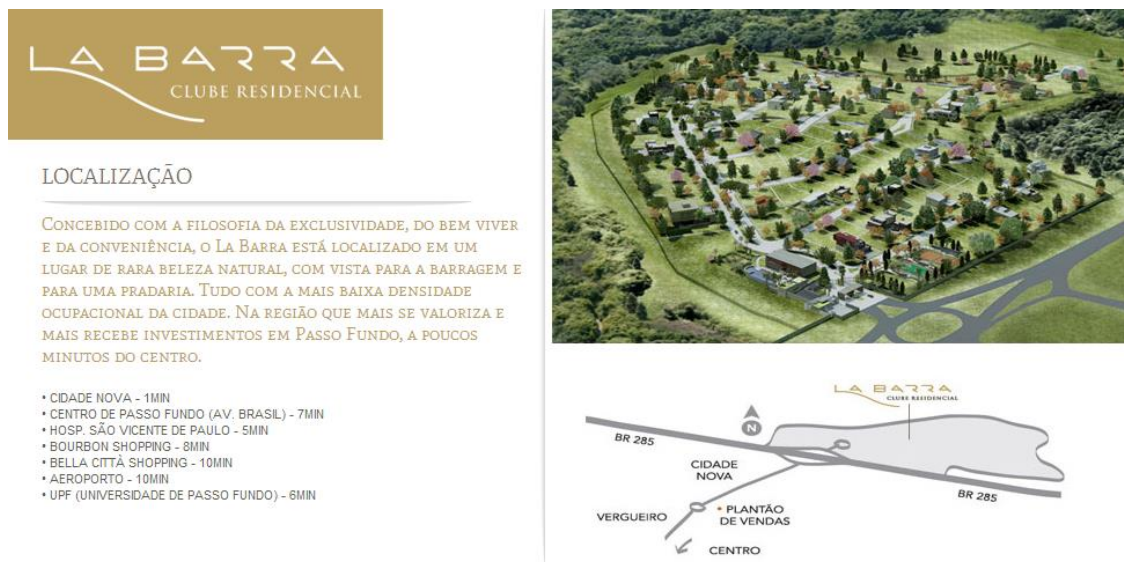 LA BARRA
CLUBE RESIDENCIAL
LOCALIZAÇÃO
CONCEBIDO COM A FILOSOFIA DA EXCLUSIVIDADE, DO BEM VIVER
E DA CONVENIÊNCIA, O LA BARRA ESTÁ LOCALIZADO EM UM
LUGAR DE RARA BELEZA NATURAL, COM VISTA PARA A BARRAGEM E
PARA UMA PRADARIA. TUDO COM A MAIS BAIXA DENSIDADE
OCUPACIONAL DA CIDADE. NA REGIÃO QUE MAIS SE VALORIZA E
MAIS RECEBE INVESTIMENTOS EM PASSO FUNDO, A POUCOS
MINUTOS DO CENTRO.
• CIDADE NOVA - 1MIN
• CENTRO DE PASSO FUNDO (AV. BRASIL) - 7MIN
• HOSP. SÃO VICENTE DE PAULO - 5MIN
• BOURBON SHOPPING - 8MIN
• BELLA CITTÀ SHOPPING - 10MIN
• AEROPORTO - 10MIN
• UPF (UNIVERSIDADE DE PASSO FUNDO) - 6MIN
LA BARRA
CLUBE RESIDENCIAL
N
BR 285
CIDADE
NOVA
BR 285
VERGUEIRO
• PLANTÃO
DE VENDAS
CENTRO